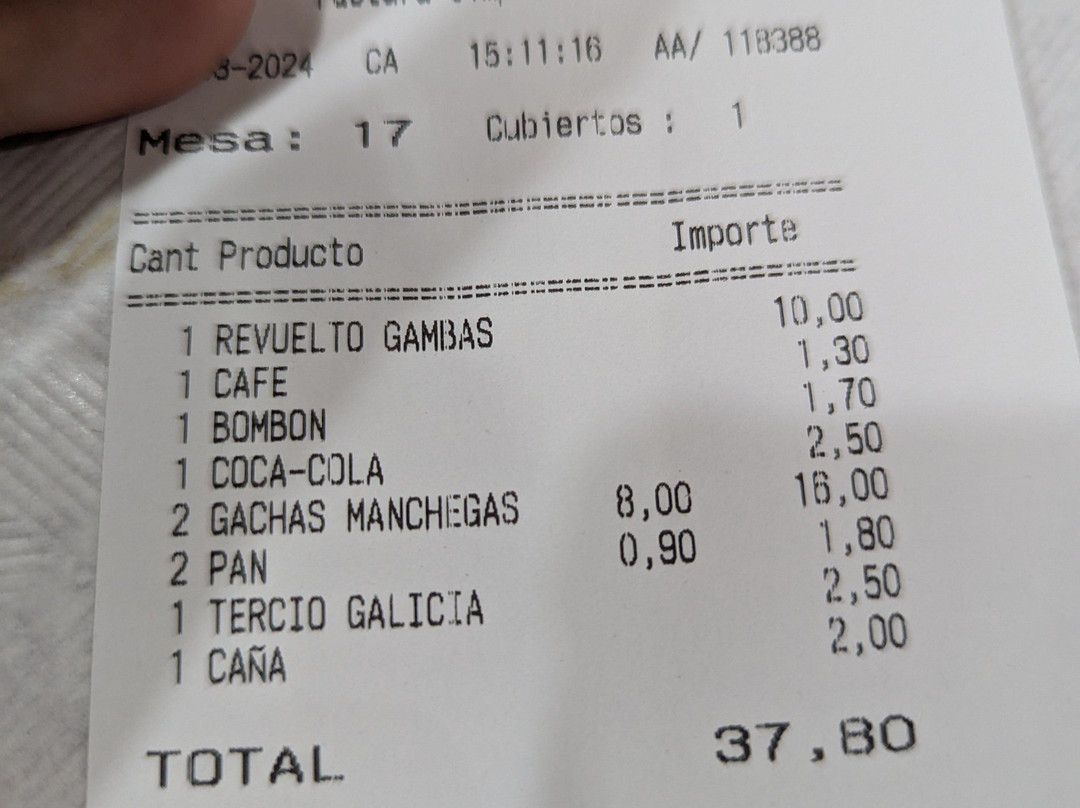 3-2024 CA 15:11:16 AA/ 118388
Mesa: 17 Cubiertos : 1
Cant Producto Importe
1 REVUELTO GAMBAS 10,00
1 CAFE 1,30
1 BOMBON 1,70
1 COCA-COLA 2,50
2 GACHAS MANCHEGAS 8,00 16,00
2 PAN 0,90 1,80
1 TERCIO GALICIA 2,50
1 CAÑA 2,00
TOTAL 37,80